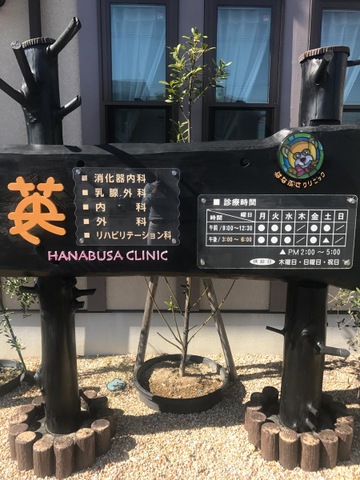 英
■ 消化器内科
■ 乳腺外科
■ 内科
■ 外科
■ リハビリテーション科
HANABUSA CLINIC
はなぶさクリニック
■ 診療時間
時間 曜日 月 火 水 木 金 土 日
午前/9:00~12:30 ● ● ● / ● ● /
午後/3:00~6:00 ● ● ● / ● ▲ /
▲ PM 2:00~5:00
休診日 木曜日・日曜日・祝日